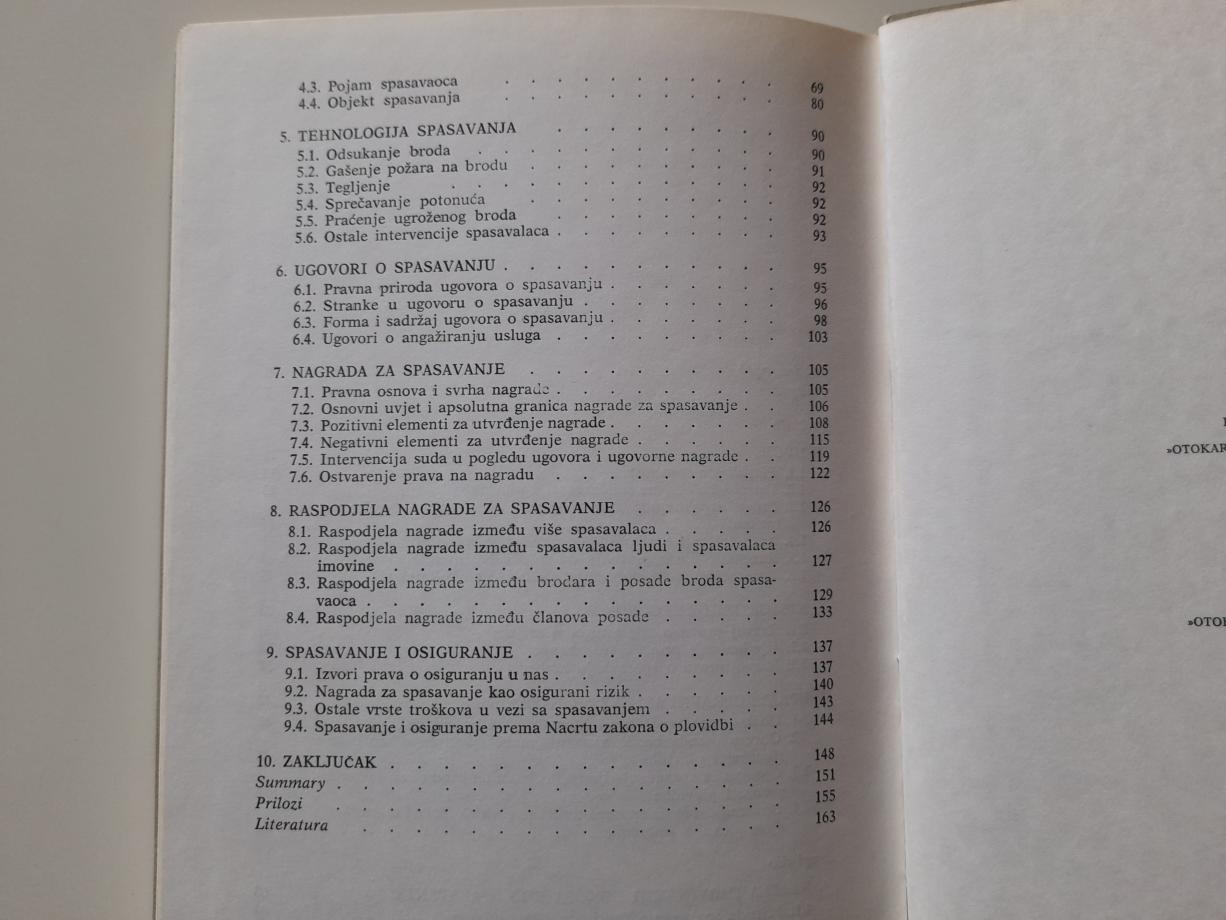 4.3. Pojam spasavaoca . . . . . . . . . . . 69
4.4. Objekt spasavanja . . . . . . . . . . . 80
5. TEHNOLOGIJA SPASAVANJA . . . . . . . . . 90
5.1. Odsukanje broda . . . . . . . . . . . . 90
5.2. Gašenje požara na brodu . . . . . . . . . . 91
5.3. Tegljenje . . . . . . . . . . . . . 92
5.4. Sprečavanje potonuća . . . . . . . . . . 92
5.5. Praćenje ugroženog broda . . . . . . . . . 92
5.6. Ostale intervencije spasavalaca . . . . . . . . . 93
6. UGOVORI O SPASAVANJU . . . . . . . . . . . 95
6.1. Pravna priroda ugovora o spasavanju . . . . . . . 95
6.2. Stranke u ugovoru o spasavanju . . . . . . . . 96
6.3. Forma i sadržaj ugovora o spasavanju . . . . . . . 98
6.4. Ugovori o angažiranju usluga . . . . . . . . . 103
7. NAGRADA ZA SPASAVANJE . . . . . . . . . . 105
7.1. Pravna osnova i svrha nagrade . . . . . . . . . 105
7.2. Osnovni uvjet i apsolutna granica nagrade za spasavanje . . 106
7.3. Pozitivni elementi za utvrđenje nagrade . . . . . . . 108
7.4. Negativni elementi za utvrđenje nagrade . . . . . . 115
7.5. Intervencija suda u pogledu ugovora i ugovorne nagrade . . 119
7.6. Ostvarenje prava na nagradu . . . . . . . . . 122
8. RASPODJELA NAGRADE ZA SPASAVANJE . . . . . . 126
8.1. Raspodjela nagrade između više spasavalaca . . . . . 126
8.2. Raspodjela nagrade između spasavalaca ljudi i spasavalaca
imovine . . . . . . . . . . . . . . . 127
8.3. Raspodjela nagrade između brodara i posade broda spasa-
vaoca . . . . . . . . . . . . . . . . 129
8.4. Raspodjela nagrade između članova posade . . . . . 133
9. SPASAVANJE I OSIGURANJE . . . . . . . . . . 137
9.1. Izvori prava o osiguranju u nas . . . . . . . . . 137
9.2. Nagrada za spasavanje kao osigurani rizik . . . . . . 140
9.3. Ostale vrste troškova u vezi sa spasavanjem . . . . . 143
9.4. Spasavanje i osiguranje prema Nacrtu zakona o plovidbi . . 144
10. ZAKLJUČAK . . . . . . . . . . . . . . . 148
Summary . . . . . . . . . . . . . . . . . 151
Prilozi . . . . . . . . . . . . . . . . . 155
Literatura . . . . . . . . . . . . . . . . 163
»OTOKAR